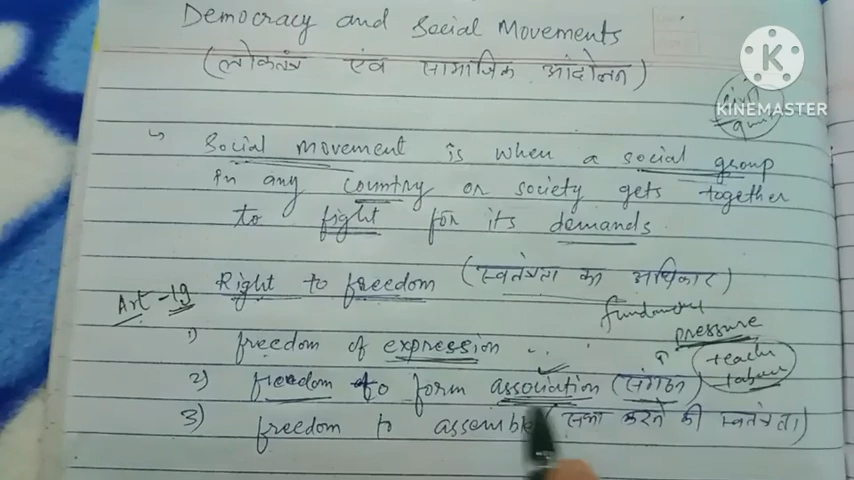 Democracy and Social Movements
(लोकतंत्र एंव सामाजिक आंदोलन)
KINEMASTER
Social movement is when a social group
in any country or society gets together
to fight for its demands
Right to freedom (स्वतंत्रता का अधिकार)
Art-19
fundamental
pressure
1) freedom of expression ...
teacher
labour
2) freedom to form association (संगठन)
3) freedom to assemble (सभा करने की स्वतंत्रता)